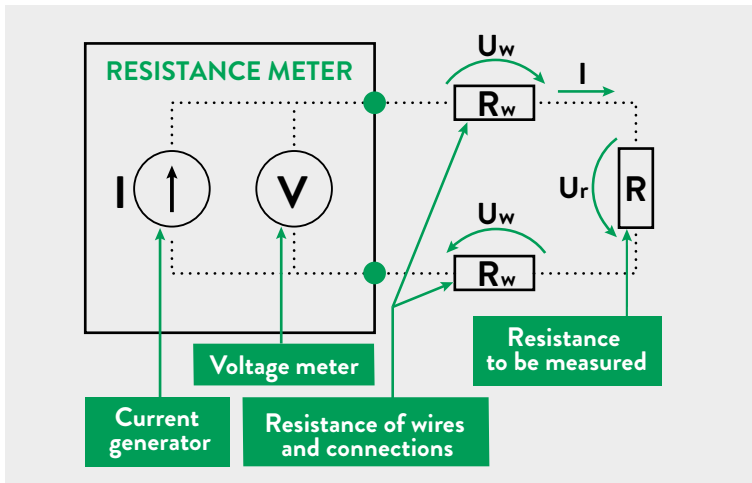 RESISTANCE METER
I
V
Uw
Rw
I
Ur
R
Uw
Rw
Resistance
to be measured
Voltage meter
Current
generator
Resistance of wires
and connections